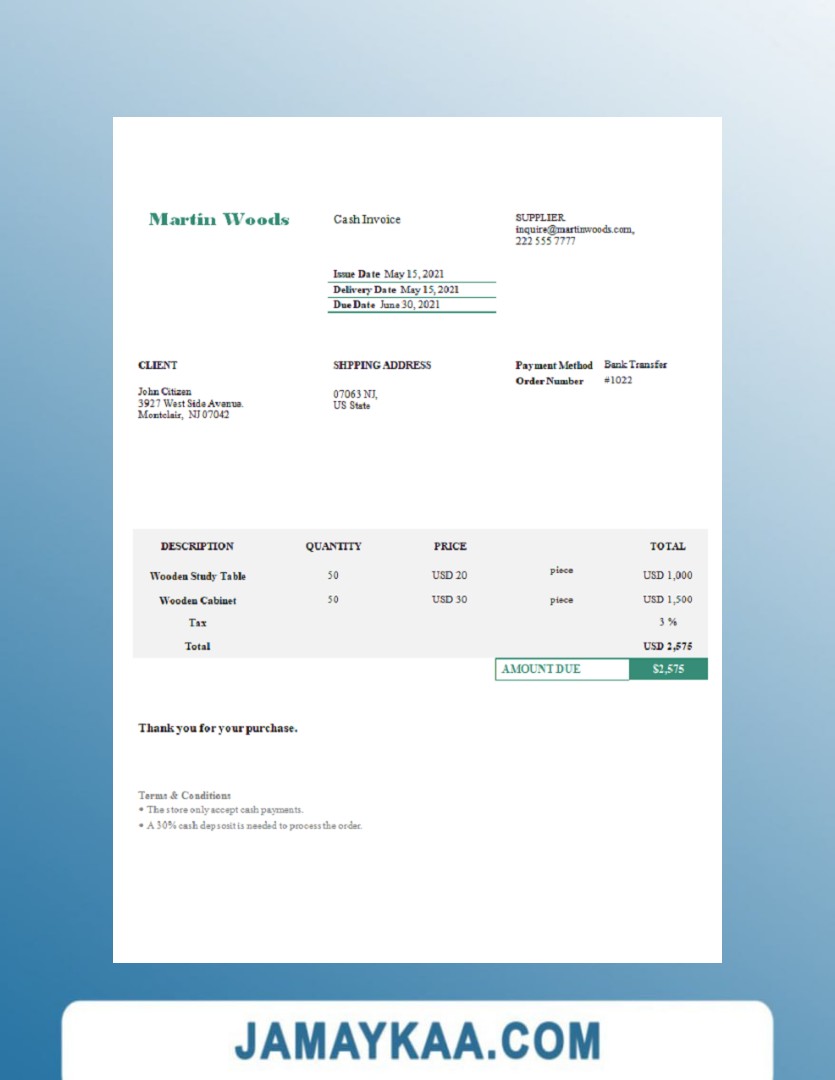 Martin Woods
Cash Invoice
SUPPLIER
inquire@martinwoods.com,
222 555 7777
Issue Date May 15, 2021
Delivery Date May 15, 2021
Due Date June 30, 2021
CLIENT
John Citizen
3927 West Side Avenue.
Montclair, NJ 07042
SHPPING ADDRESS
07063 NJ,
US State
Payment Method Bank Transfer
Order Number #1022
DESCRIPTION QUANTITY PRICE TOTAL
Wooden Study Table 50 USD 20 piece USD 1,000
Wooden Cabinet 50 USD 30 piece USD 1,500
Tax 3 %
Total USD 2,575
AMOUNT DUE $2,575
Thank you for your purchase.
Terms & Conditions
• The store only accept cash payments.
• A 30% cash depsosit is needed to process the order.
JAMAYKAA.COM